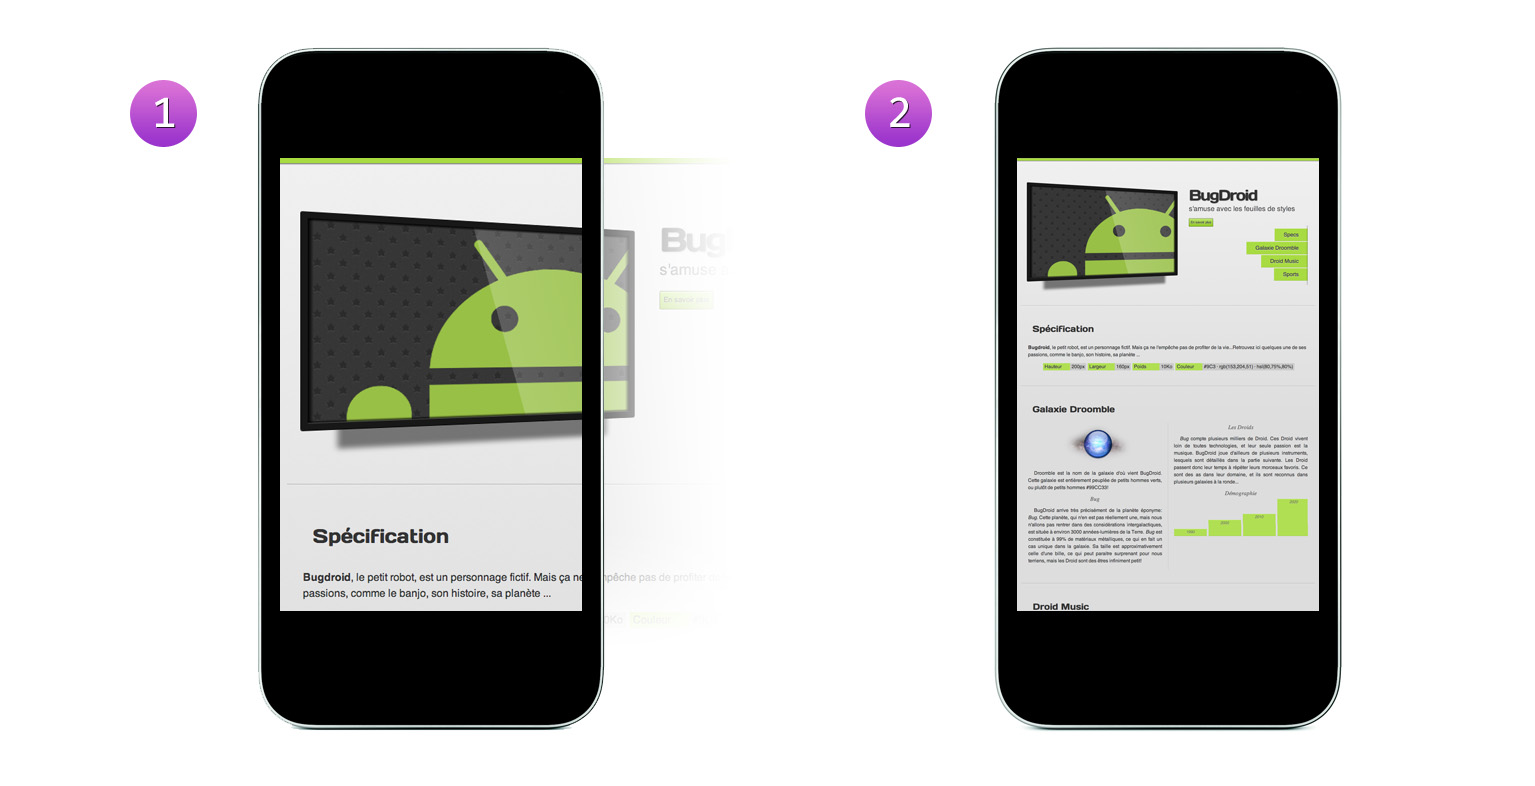 1
Bug
s'amuse
En savoir plus
Spécification
Bugdroid, le petit robot, est un personnage fictif. Mais ça ne empêche pas de profiter
passions, comme le banjo, son histoire, sa planète ...
0Ko Couleur
2
BugDroid
s'amuse avec les feuilles de styles
En savoir plus
Specs
Galaxie Droomble
Droid Music
Sports
Spécification
Bugdroid, le petit robot, est un personnage fictif. Mais ça ne l'empêche pas de profiter de la vie...Retrouvez ici quelques une de ses
passions, comme le banjo, son histoire, sa planète ...
Hauteur 200px Largeur 160px Poids 10Ko Couleur #9C3 - rgb(153,204,51) - hsl(80,75%,80%)
Galaxie Droomble
Droomble est la nom de la galaxie d'où vient BugDroid.
Cette galaxie est entièrement peuplée de petits hommes verts,
ou plutôt de petits hommes #99CC33!!
Bug
BugDroid arrive très précisément de la planète éponyme:
Bug. Cette planète, qui n'en est pas réellement une, mais nous
n'allons pas rentrer dans des considérations intergalactiques,
est située à environ 3000 années-lumières de la Terre. Bug est
constituée à 99% de matériaux métalliques, ce qui en fait un
cas unique dans la galaxie. Sa taille est approximativement
celle d'une bille, ce qui peut paraitre surprenant pour nous
terriens, mais les Droid sont des êtres infiniment petit!
Les Droids
Bug compte plusieurs milliers de Droid. Ces Droid vivent
loin de toutes technologies, et leur seule passion est la
musique. BugDroid joue d'ailleurs de plusieurs instruments,
lesquels sont détaillés dans la partie suivante. Les Droid
passent donc leur temps à répéter leurs morceaux favoris. Ce
sont des as dans leur domaine, et ils sont reconnus dans
plusieurs galaxies à la ronde...
Démographie
Droid Music